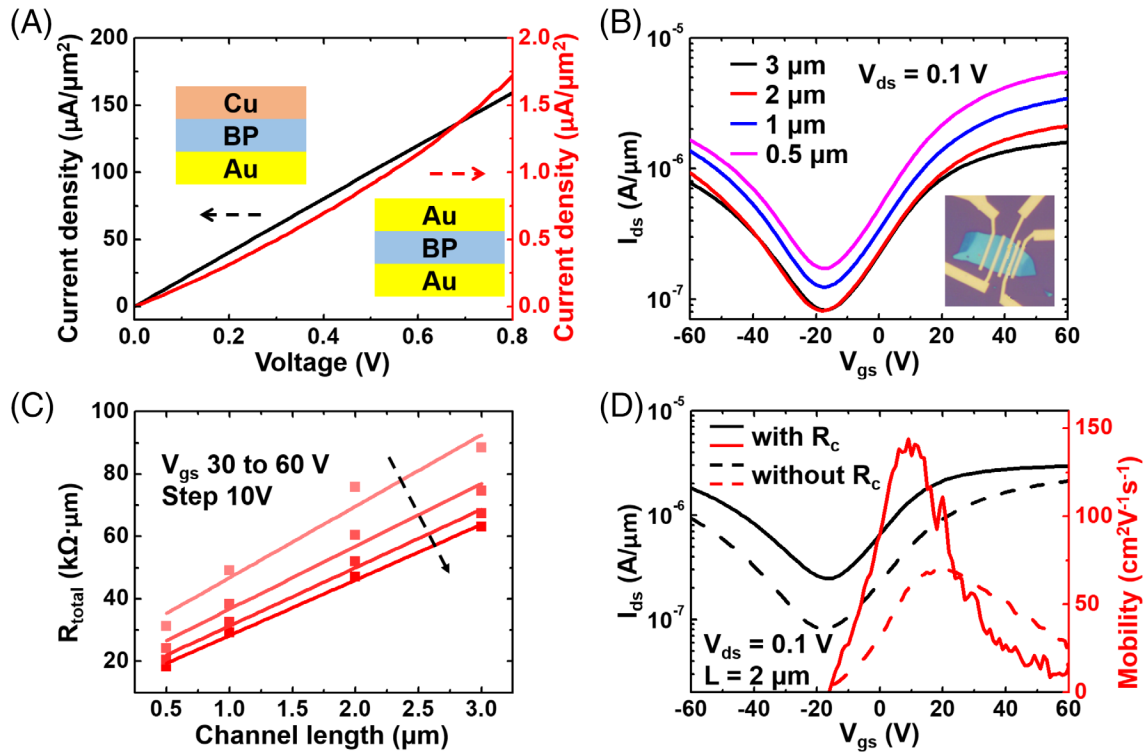 (A)
200
150
100
50
0
Current density (µA/µm²)
Cu
BP
Au
Au
BP
Au
2.0
1.5
1.0
0.5
0.0
Current density (µA/µm²)
0.0 0.2 0.4 0.6 0.8
Voltage (V)
(B)
10⁻⁵
10⁻⁶
10⁻⁷
I_ds (A/µm)
3 µm
2 µm
1 µm
0.5 µm
V_ds = 0.1 V
-60 -40 -20 0 20 40 60
V_gs (V)
(C)
100
80
60
40
20
R_total (kΩ·µm)
V_gs 30 to 60 V
Step 10V
0.5 1.0 1.5 2.0 2.5 3.0
Channel length (µm)
(D)
10⁻⁵
10⁻⁶
10⁻⁷
I_ds (A/µm)
with R_c
without R_c
V_ds = 0.1 V
L = 2 µm
150
100
50
0
Mobility (cm²V⁻¹s⁻¹)
-60 -40 -20 0 20 40 60
V_gs (V)